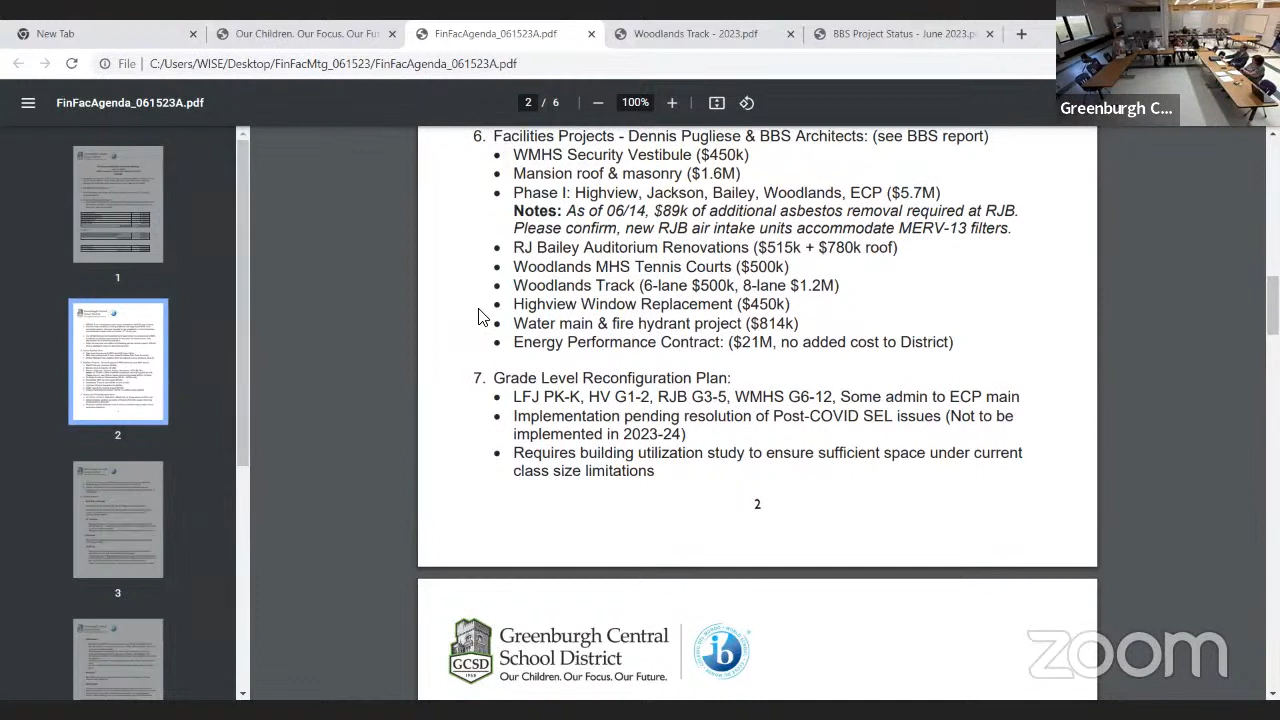 New Tab
Our Children. Our Focus. Our Fut
FinFacAgenda_061523A.pdf
Woodlands Track - 2023.pdf
BBS Project Status - June 2023.p
File
C:/Users/WISE/Desktop/FinFacMtg_061523/FinFacAgenda_061523A.pdf
Greenburgh C...
FinFacAgenda_061523A.pdf
2 / 6
100%
1
2
3
6. Facilities Projects - Dennis Pugliese & BBS Architects: (see BBS report)
• WMHS Security Vestibule ($450k)
• Mansion roof & masonry ($1.6M)
• Phase I: Highview, Jackson, Bailey, Woodlands, ECP ($5.7M)
Notes: As of 06/14, $89k of additional asbestos removal required at RJB.
Please confirm, new RJB air intake units accommodate MERV-13 filters.
• RJ Bailey Auditorium Renovations ($515k + $780k roof)
• Woodlands MHS Tennis Courts ($500k)
• Woodlands Track (6-lane $500k, 8-lane $1.2M)
• Highview Window Replacement ($450k)
• Water main & fire hydrant project ($814k)
• Energy Performance Contract: ($21M, no added cost to District)
7. Grade Level Reconfiguration Plan:
• LFJ PK-K, HV G1-2, RJB G3-5, WMHS G6-12, Some admin to ECP main
• Implementation pending resolution of Post-COVID SEL issues (Not to be
implemented in 2023-24)
• Requires building utilization study to ensure sufficient space under current
class size limitations
2
GCSD
Greenburgh Central
School District
Our Children. Our Focus. Our Future.
ib
zoom